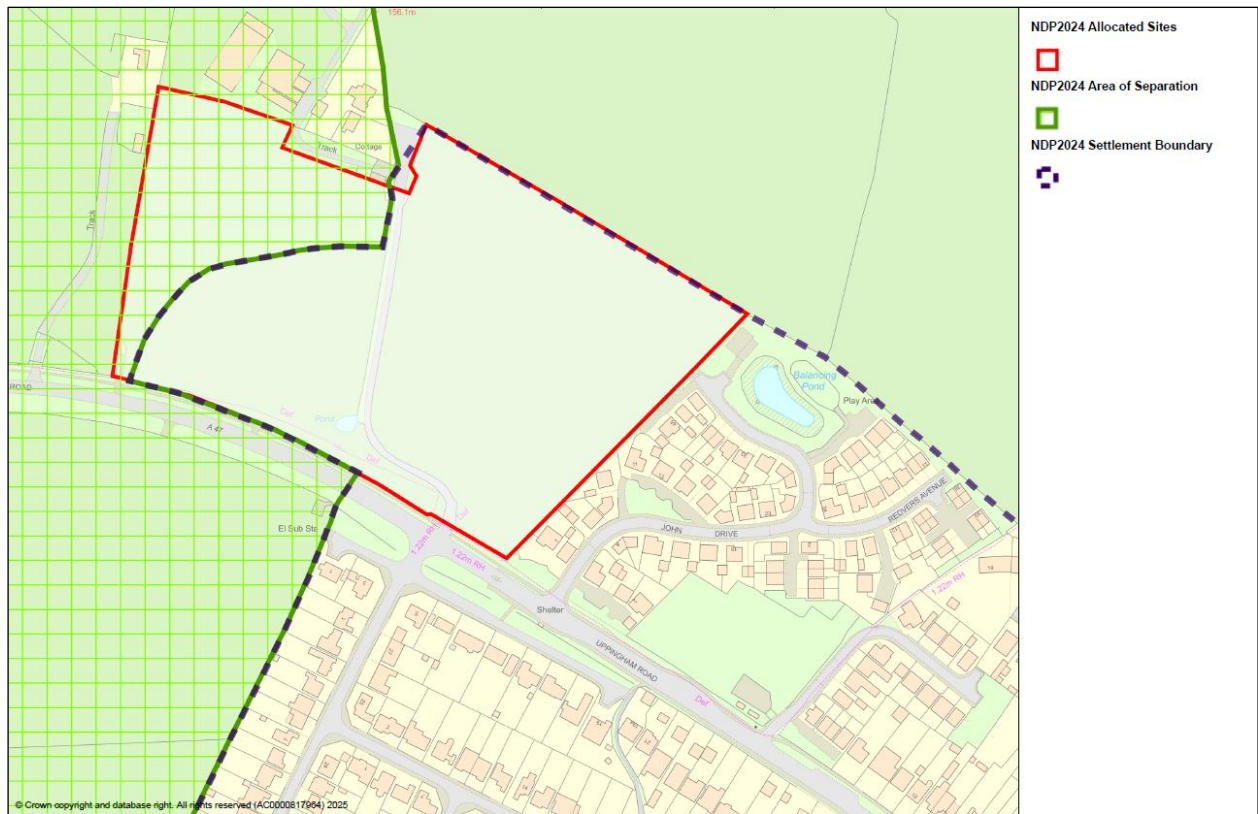 156.1m
Track
Cottage
Track
ROAD
A 47
Def
Pond
Def
Def
El Sub Sta
1.22m RH
1.22m RH
Balancing
Pond
Play Area
JOHN
DRIVE
REDVERS AVENUE
1.22m RH
Shelter
UPPINGHAM ROAD
Def
© Crown copyright and database right. All rights reserved (AC0000817964) 2025
NDP2024 Allocated Sites
NDP2024 Area of Separation
NDP2024 Settlement Boundary